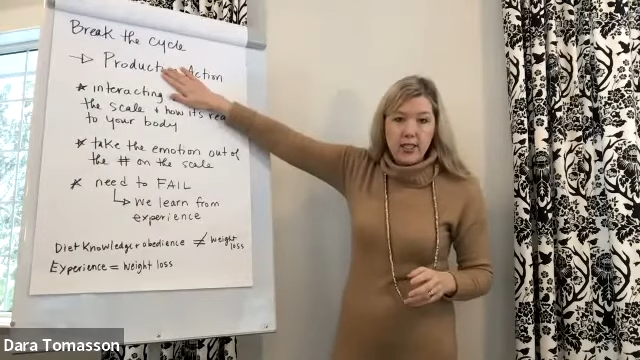 Break the cycle
→ Product Action
* interacting
the scale + how its rea
to your body
* take the emotion out of
the # on the scale
* need to FAIL
↳ we learn from
experience
Diet Knowledge + obedience ≠ weight
loss
Experience = weight loss
Dara Tomasson